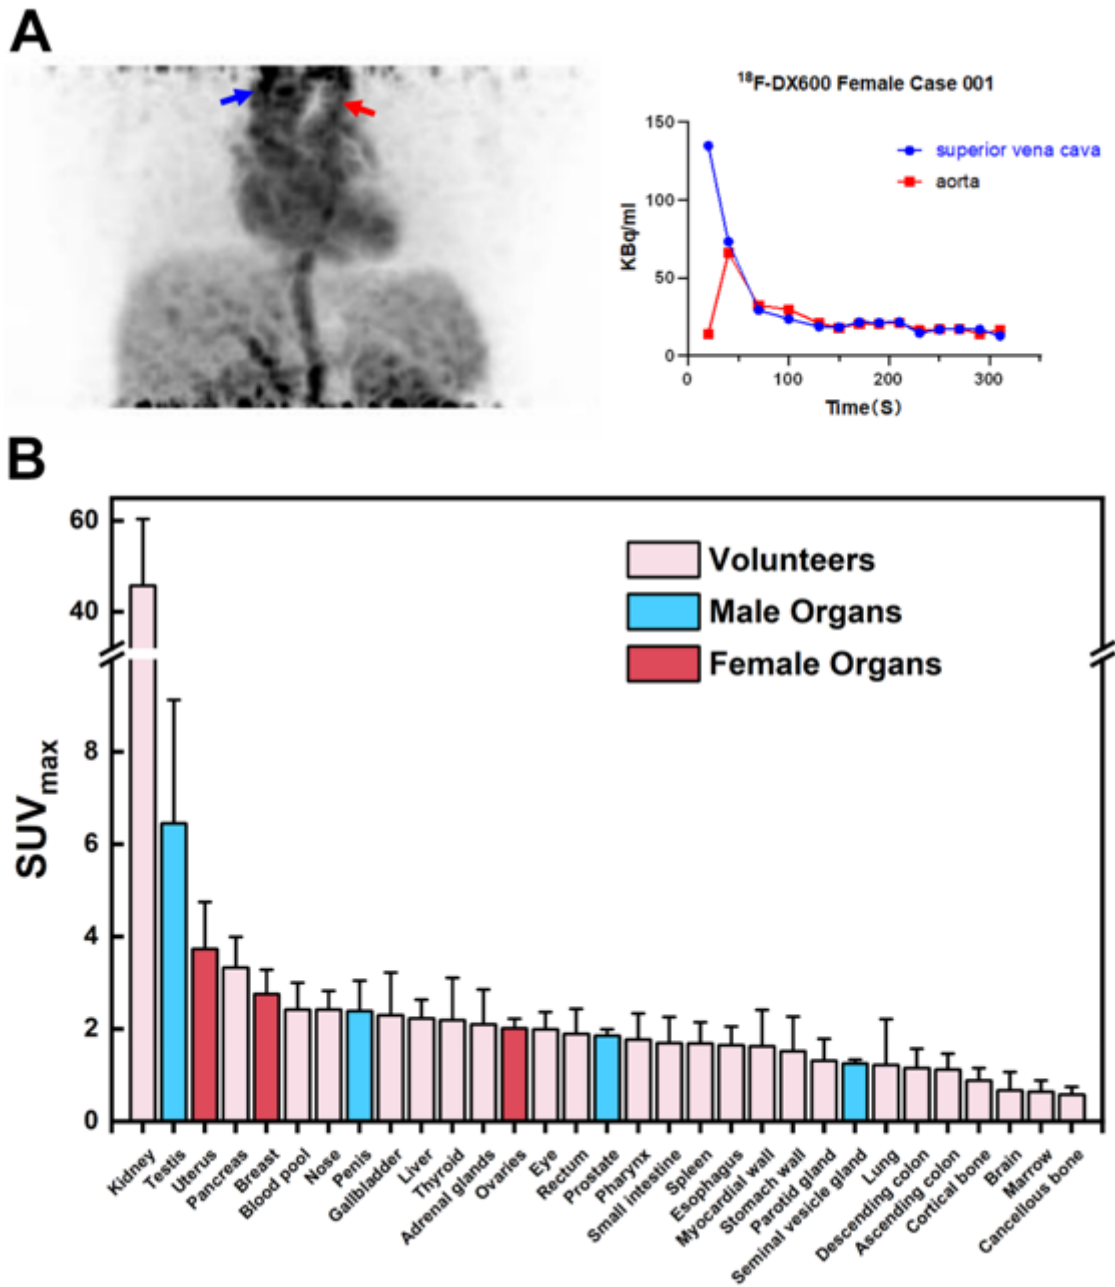 A
¹⁸F-DX600 Female Case 001
150
100
50
0
KBq/ml
superior vena cava
aorta
0 100 200 300
Time(S)
B
60
40
8
6
4
2
0
SUVmax
Volunteers
Male Organs
Female Organs
Kidney
Testis
Uterus
Pancreas
Breast
Blood pool
Nose
Penis
Gallbladder
Liver
Thyroid
Adrenal glands
Ovaries
Eye
Rectum
Prostate
Pharynx
Small intestine
Spleen
Esophagus
Myocardial wall
Stomach wall
Parotid gland
Seminal vesicle gland
Lung
Descending colon
Ascending colon
Cortical bone
Brain
Marrow
Cancellous bone